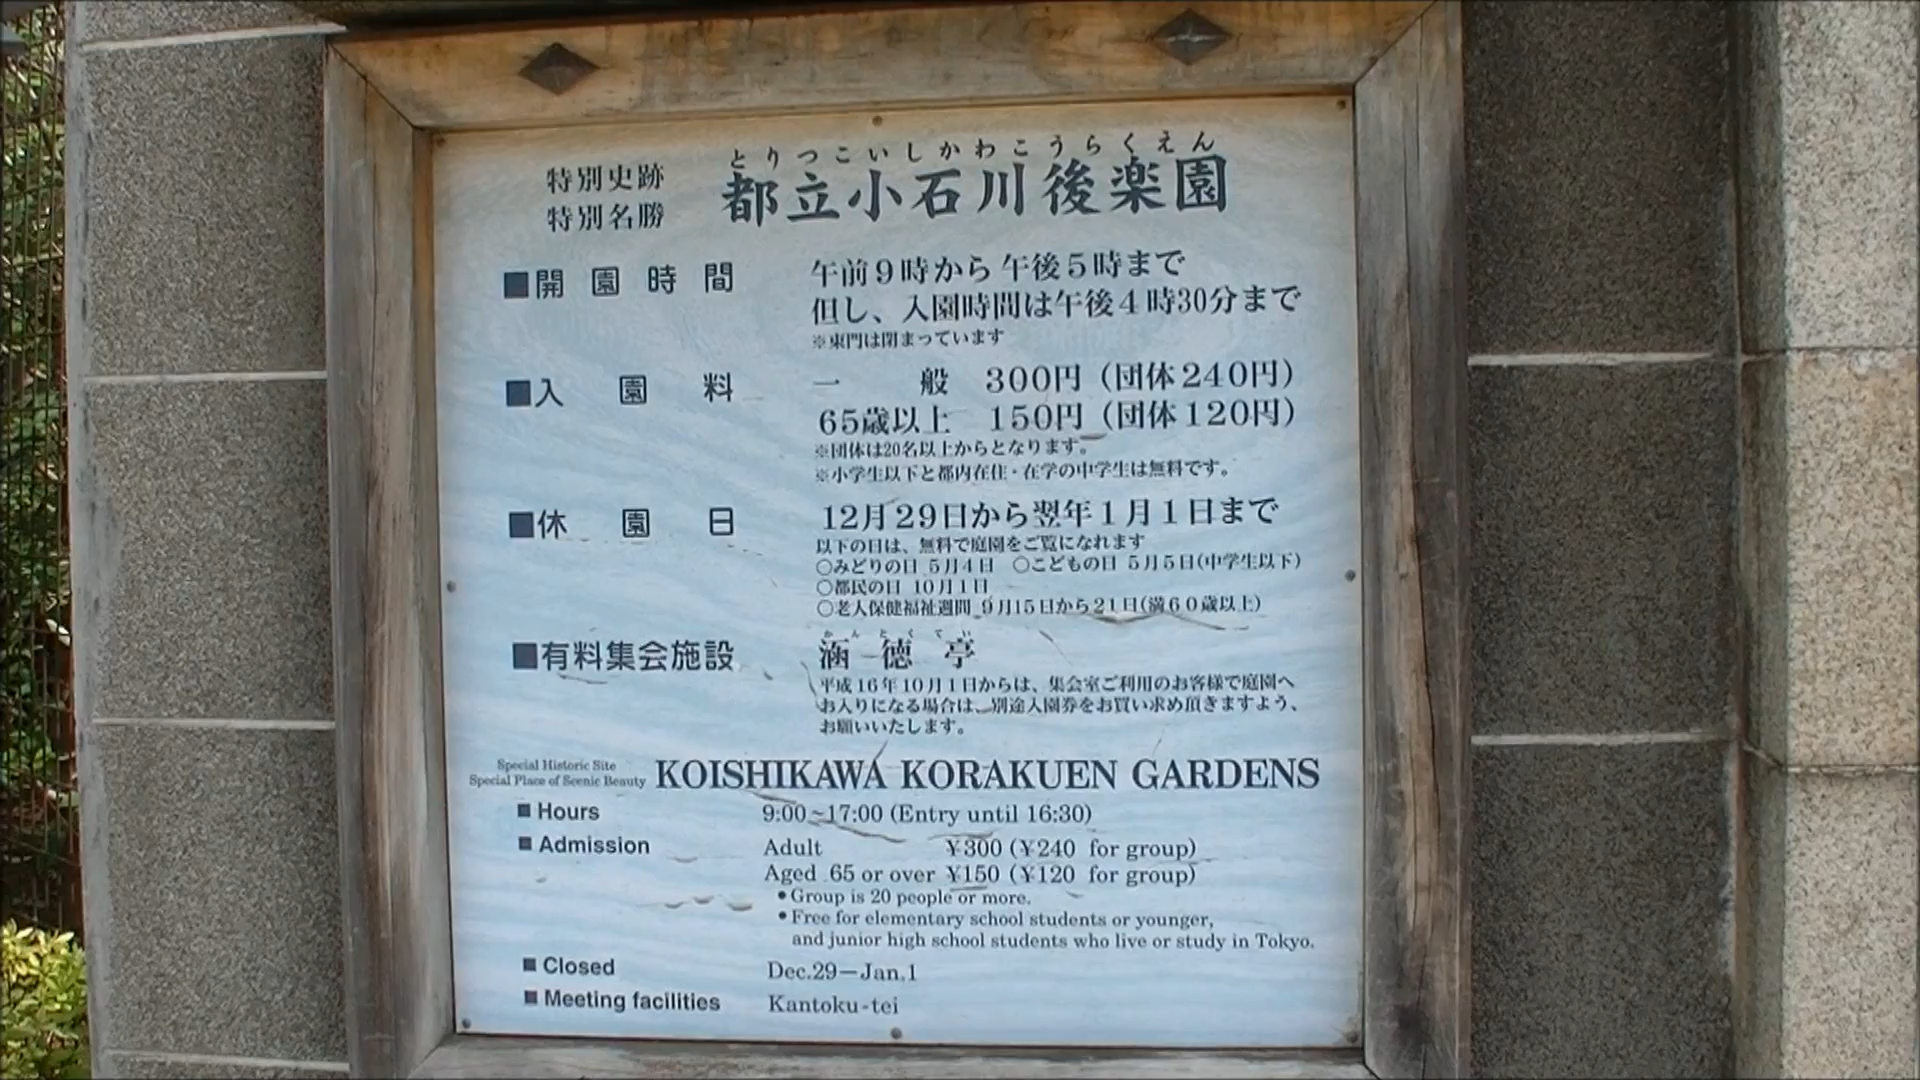 とりつこいしかわこうらくえん
特別史跡
特別名勝
都立小石川後楽園
■開園時間 午前9時から午後5時まで
但し、入園時間は午後4時30分まで
※東門は閉まっています
■入園料 一般 300円（団体240円）
65歳以上 150円（団体120円）
※団体は20名以上からとなります。
※小学生以下と都内在住・在学の中学生は無料です。
■休園日 12月29日から翌年1月1日まで
以下の日は、無料で庭園をご覧になれます
○みどりの日 5月4日 ○こどもの日 5月5日(中学生以下)
○都民の日 10月1日
○老人保健福祉週間 9月15日から21日(満60歳以上)
かんとくてい
■有料集会施設 涵徳亭
平成16年10月1日からは、集会室ご利用のお客様で庭園へ
お入りになる場合は、別途入園券をお買い求め頂きますよう、
お願いいたします。
Special Historic Site
Special Place of Scenic Beauty
KOISHIKAWA KORAKUEN GARDENS
■ Hours 9:00~17:00 (Entry until 16:30)
■ Admission Adult ¥300 (¥240 for group)
Aged 65 or over ¥150 (¥120 for group)
● Group is 20 people or more.
● Free for elementary school students or younger,
and junior high school students who live or study in Tokyo.
■ Closed Dec.29－Jan.1
■ Meeting facilities Kantoku-tei